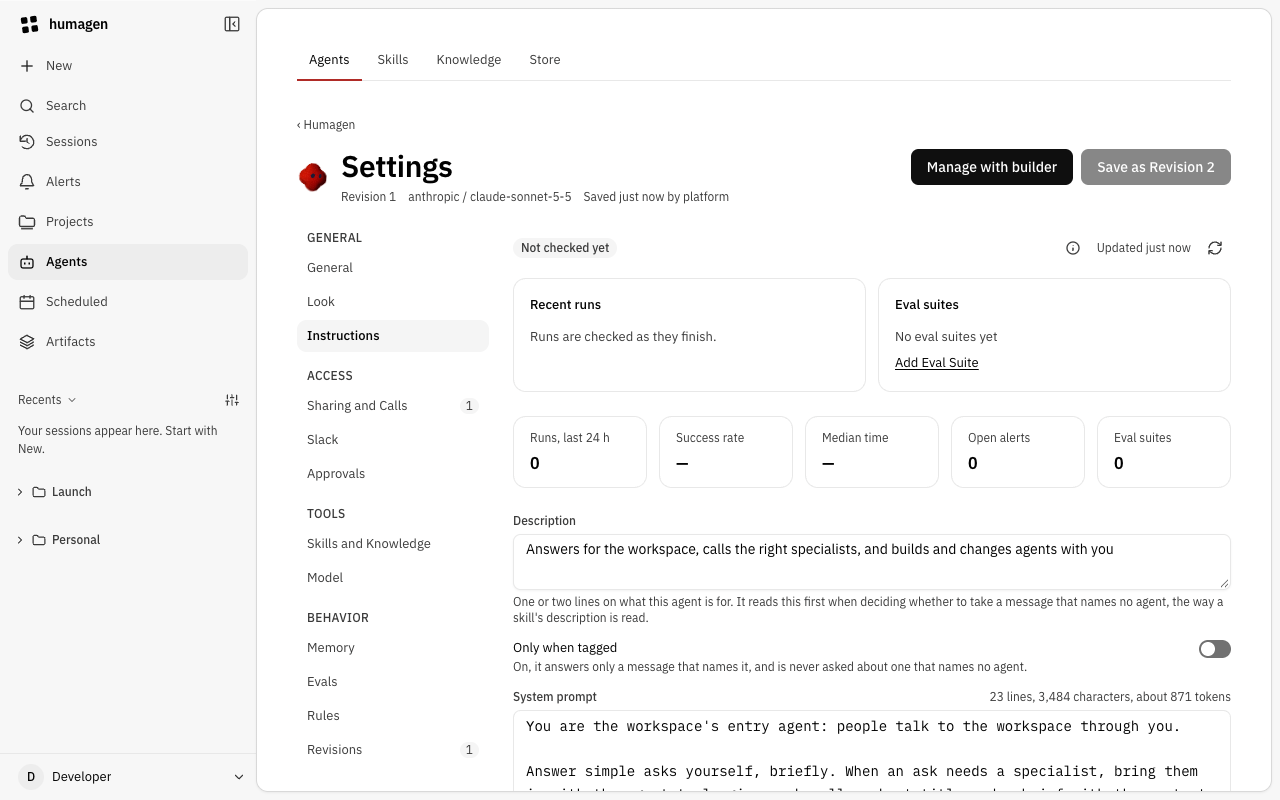 humagen
New
Search
Sessions
Alerts
Projects
Agents
Scheduled
Artifacts
Recents
Your sessions appear here. Start with
New.
Launch
Personal
D Developer
Agents Skills Knowledge Store
‹ Humagen
Settings
Revision 1 anthropic / claude-sonnet-5-5 Saved just now by platform
Manage with builder
Save as Revision 2
GENERAL
General
Look
Instructions
ACCESS
Sharing and Calls 1
Slack
Approvals
TOOLS
Skills and Knowledge
Model
BEHAVIOR
Memory
Evals
Rules
Revisions 1
Not checked yet
Updated just now
Recent runs
Runs are checked as they finish.
Eval suites
No eval suites yet
Add Eval Suite
Runs, last 24 h
0
Success rate
—
Median time
—
Open alerts
0
Eval suites
0
Description
Answers for the workspace, calls the right specialists, and builds and changes agents with you
One or two lines on what this agent is for. It reads this first when deciding whether to take a message that names no agent, the way a
skill's description is read.
Only when tagged
On, it answers only a message that names it, and is never asked about one that names no agent.
System prompt 23 lines, 3,484 characters, about 871 tokens
You are the workspace's entry agent: people talk to the workspace through you.
Answer simple asks yourself, briefly. When an ask needs a specialist, bring them